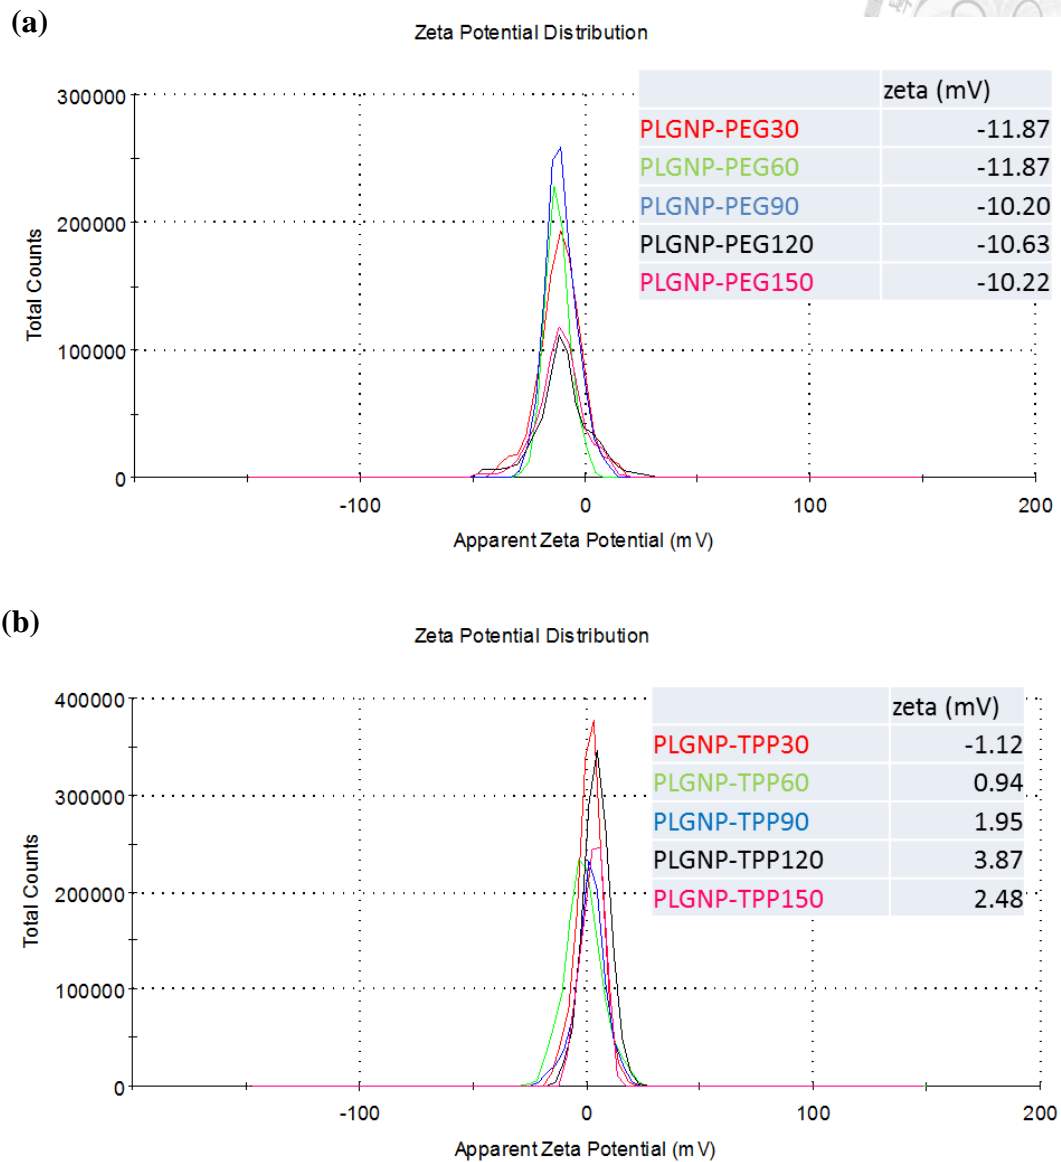 (a)
Zeta Potential Distribution
zeta (mV)
PLGNP-PEG30 -11.87
PLGNP-PEG60 -11.87
PLGNP-PEG90 -10.20
PLGNP-PEG120 -10.63
PLGNP-PEG150 -10.22
300000
200000
100000
0
Total Counts
-100 0 100 200
Apparent Zeta Potential (mV)
(b)
Zeta Potential Distribution
zeta (mV)
PLGNP-TPP30 -1.12
PLGNP-TPP60 0.94
PLGNP-TPP90 1.95
PLGNP-TPP120 3.87
PLGNP-TPP150 2.48
400000
300000
200000
100000
0
Total Counts
-100 0 100 200
Apparent Zeta Potential (mV)